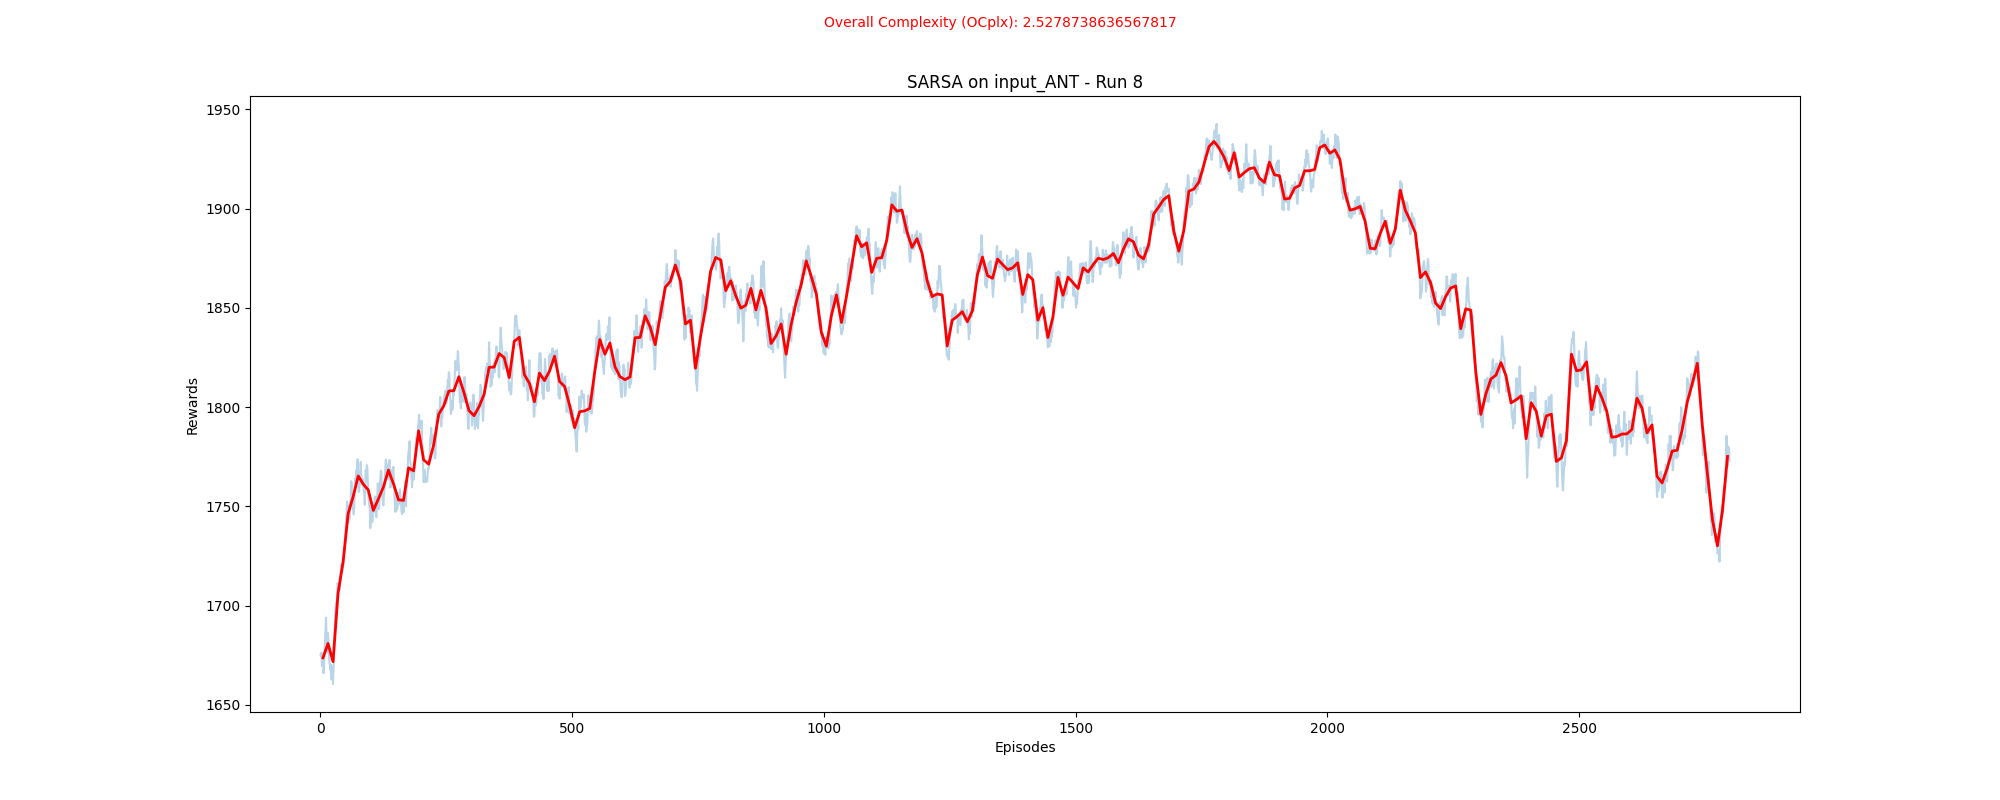 Overall Complexity (OCplx): 2.5278738636567817
SARSA on input_ANT - Run 8
1950
1900
1850
1800
1750
1700
1650
Rewards
0 500 1000 1500 2000 2500
Episodes